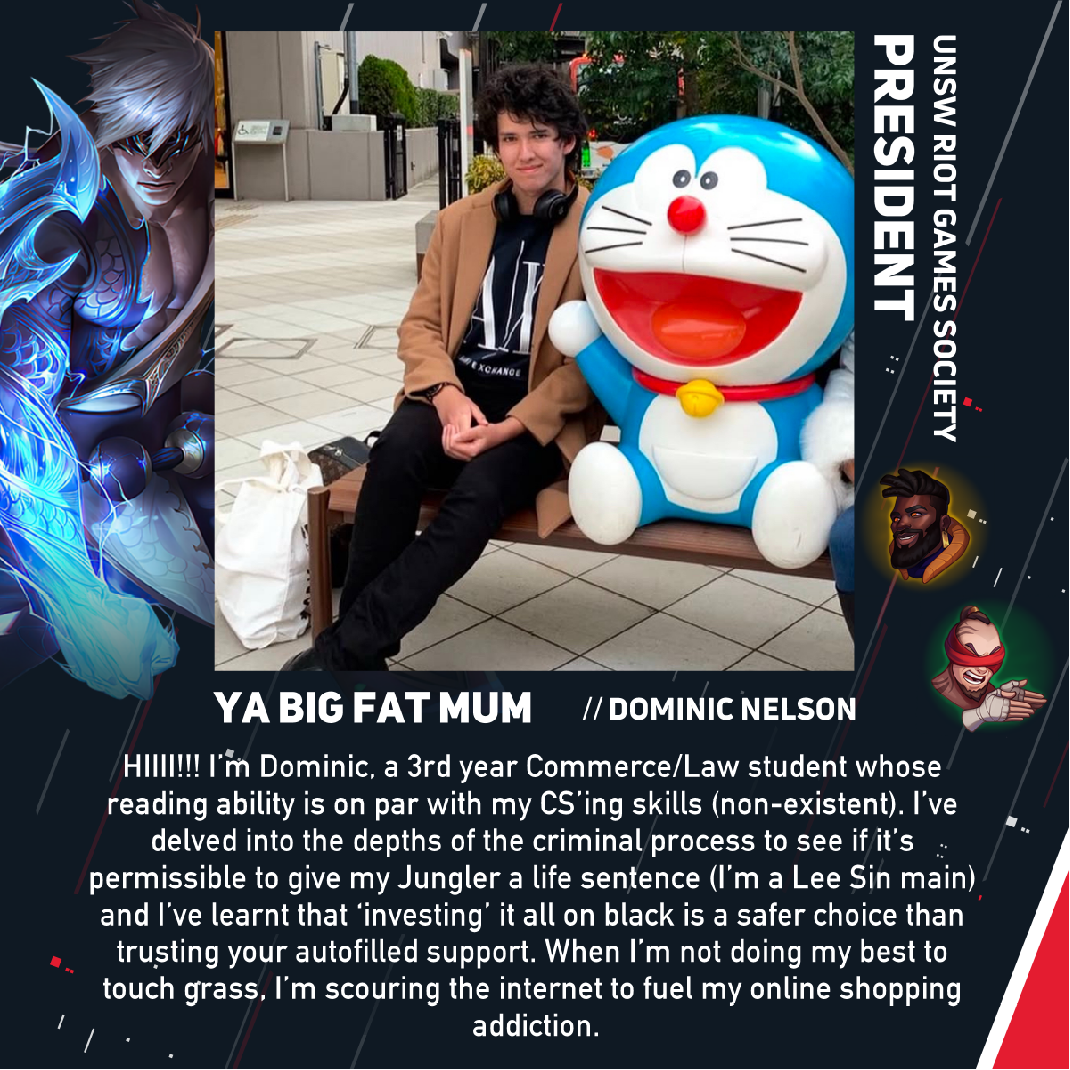 UNSW RIOT GAMES SOCIETY
PRESIDENT
A|X
EXCHANGE
YA BIG FAT MUM
// DOMINIC NELSON
HIIII!!! I'm Dominic, a 3rd year Commerce/Law student whose
reading ability is on par with my CS'ing skills (non-existent). I've
delved into the depths of the criminal process to see if it's
permissible to give my Jungler a life sentence (I'm a Lee Sin main)
and I've learnt that 'investing' it all on black is a safer choice than
trusting your autofilled support. When I'm not doing my best to
touch grass, I'm scouring the internet to fuel my online shopping
addiction.